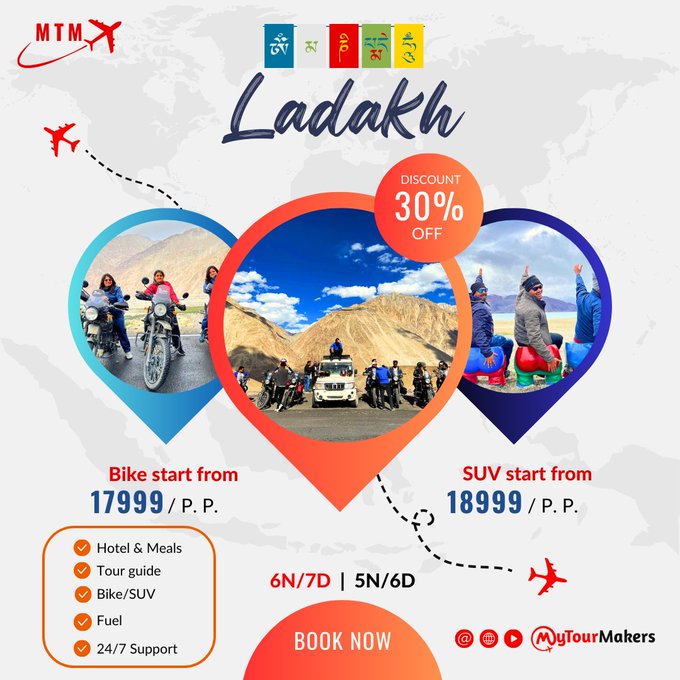 MTM
ༀ མ ཎི པདྨེ ཧཱུྃ
Ladakh
DISCOUNT
30%
OFF
Bike start from
17999 / P. P.
SUV start from
18999 / P. P.
Hotel & Meals
Tour guide
Bike/SUV
Fuel
24/7 Support
6N/7D | 5N/6D
BOOK NOW
@
MyTourMakers